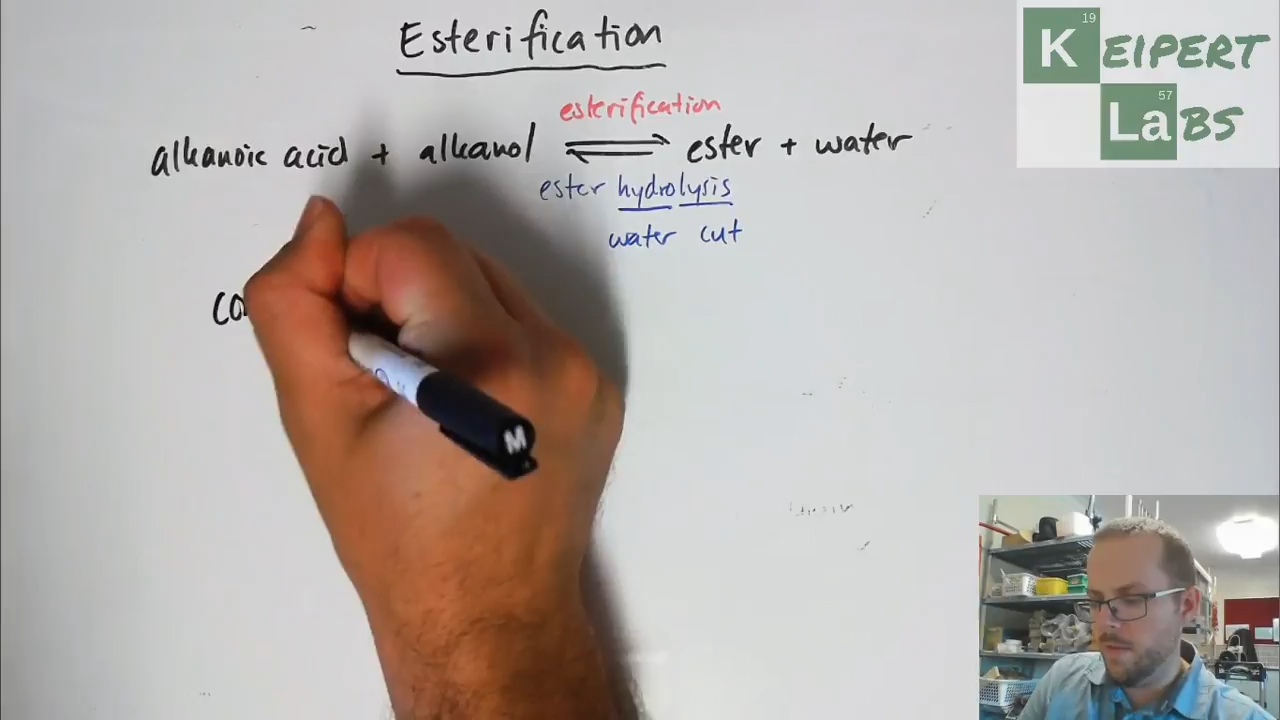 Esterification
19
KEIPERT
57
LaBS
esterification
alkanoic acid + alkanol ⇌ ester + water
ester hydrolysis
water cut
M